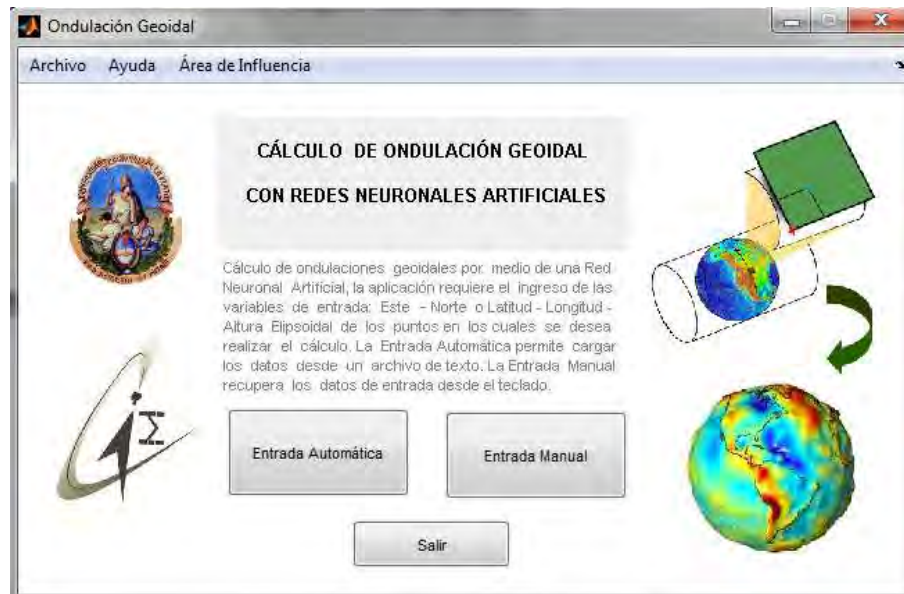 Ondulación Geoidal
Archivo Ayuda Área de Influencia
CÁLCULO DE ONDULACIÓN GEOIDAL
CON REDES NEURONALES ARTIFICIALES
Cálculo de ondulaciones geoidales por medio de una Red
Neuronal Artificial, la aplicación requiere el ingreso de las
variables de entrada: Este - Norte o Latitud - Longitud -
Altura Elipsoidal de los puntos en los cuales se desea
realizar el cálculo. La Entrada Automática permite cargar
los datos desde un archivo de texto. La Entrada Manual
recupera los datos de entrada desde el teclado.
Entrada Automática
Entrada Manual
Salir